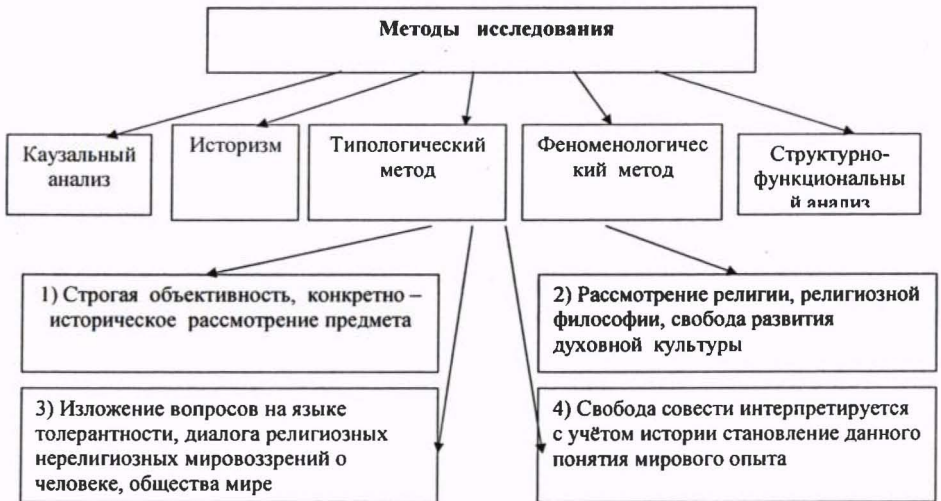 Методы исследования
Каузальный
анализ
Историзм
Типологический
метод
Феноменологичес
кий метод
Структурно-
функциональны
й анализ
1) Строгая объективность, конкретно –
историческое рассмотрение предмета
2) Рассмотрение религии, религиозной
философии, свобода развития
духовной культуры
3) Изложение вопросов на языке
толерантности, диалога религиозных
нерелигиозных мировоззрений о
человеке, общества мире
4) Свобода совести интерпретируется
с учётом истории становление данного
понятия мирового опыта